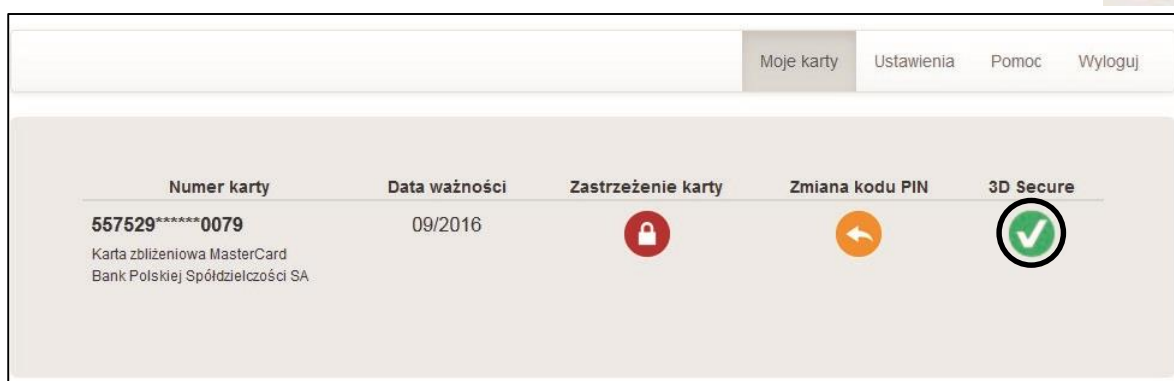 Moje karty Ustawienia Pomoc Wyloguj
Numer karty Data ważności Zastrzeżenie karty Zmiana kodu PIN 3D Secure
557529******0079 09/2016
Karta zbliżeniowa MasterCard
Bank Polskiej Spółdzielczości SA